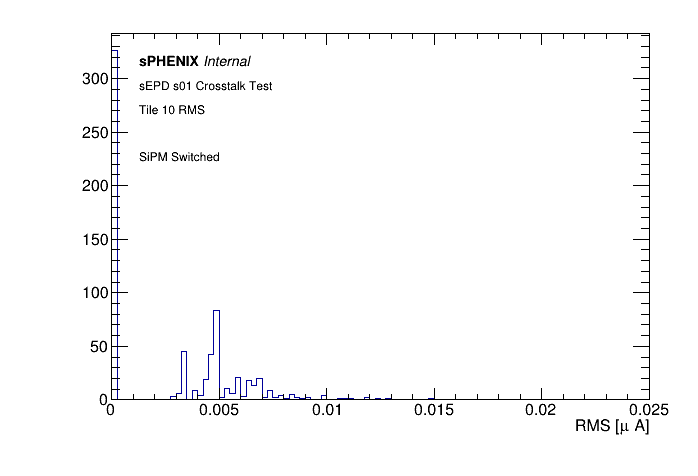 sPHENIX Internal
sEPD s01 Crosstalk Test
Tile 10 RMS
SiPM Switched
300
250
200
150
100
50
0
0 0.005 0.01 0.015 0.02 0.025
RMS [μ A]